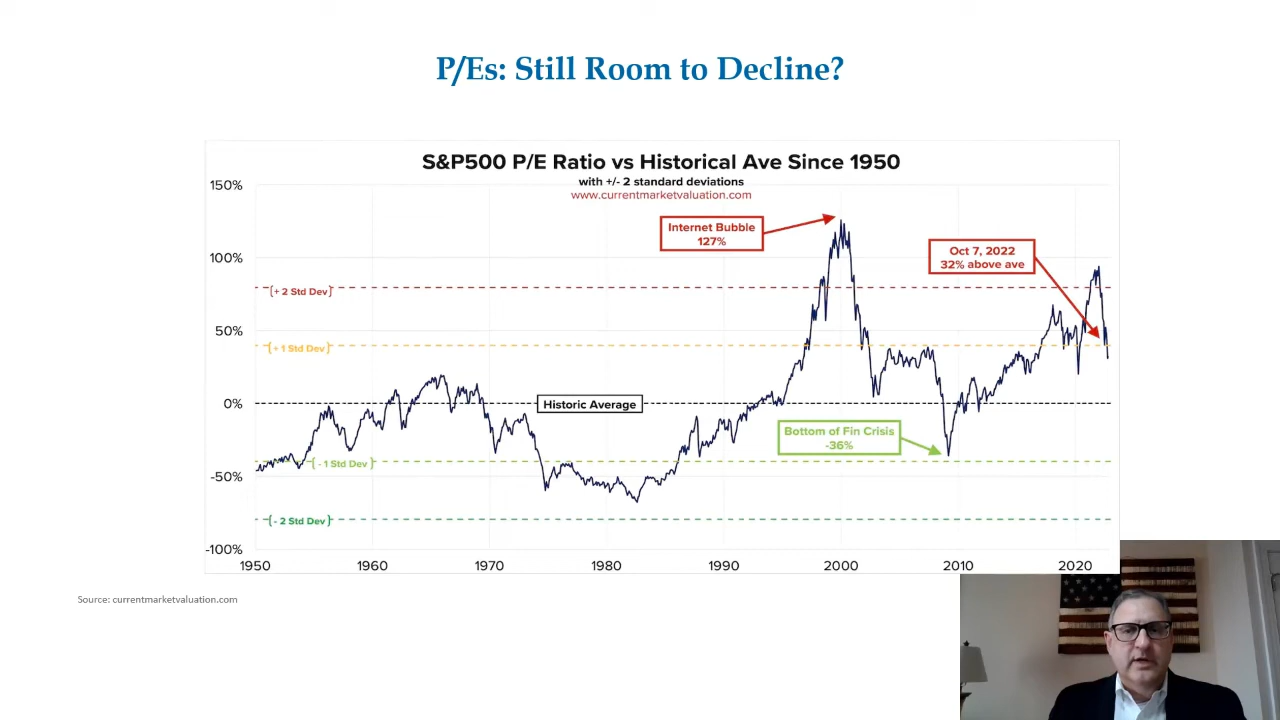 P/Es: Still Room to Decline?
S&P500 P/E Ratio vs Historical Ave Since 1950
with +/- 2 standard deviations
www.currentmarketvaluation.com
150%
Internet Bubble
127%
Oct 7, 2022
32% above ave
100%
{+ 2 Std Dev}
50%
{+ 1 Std Dev}
0%
Historic Average
Bottom of Fin Crisis
-36%
{- 1 Std Dev}
-50%
{- 2 Std Dev}
-100%
1950 1960 1970 1980 1990 2000 2010 2020
Source: currentmarketvaluation.com